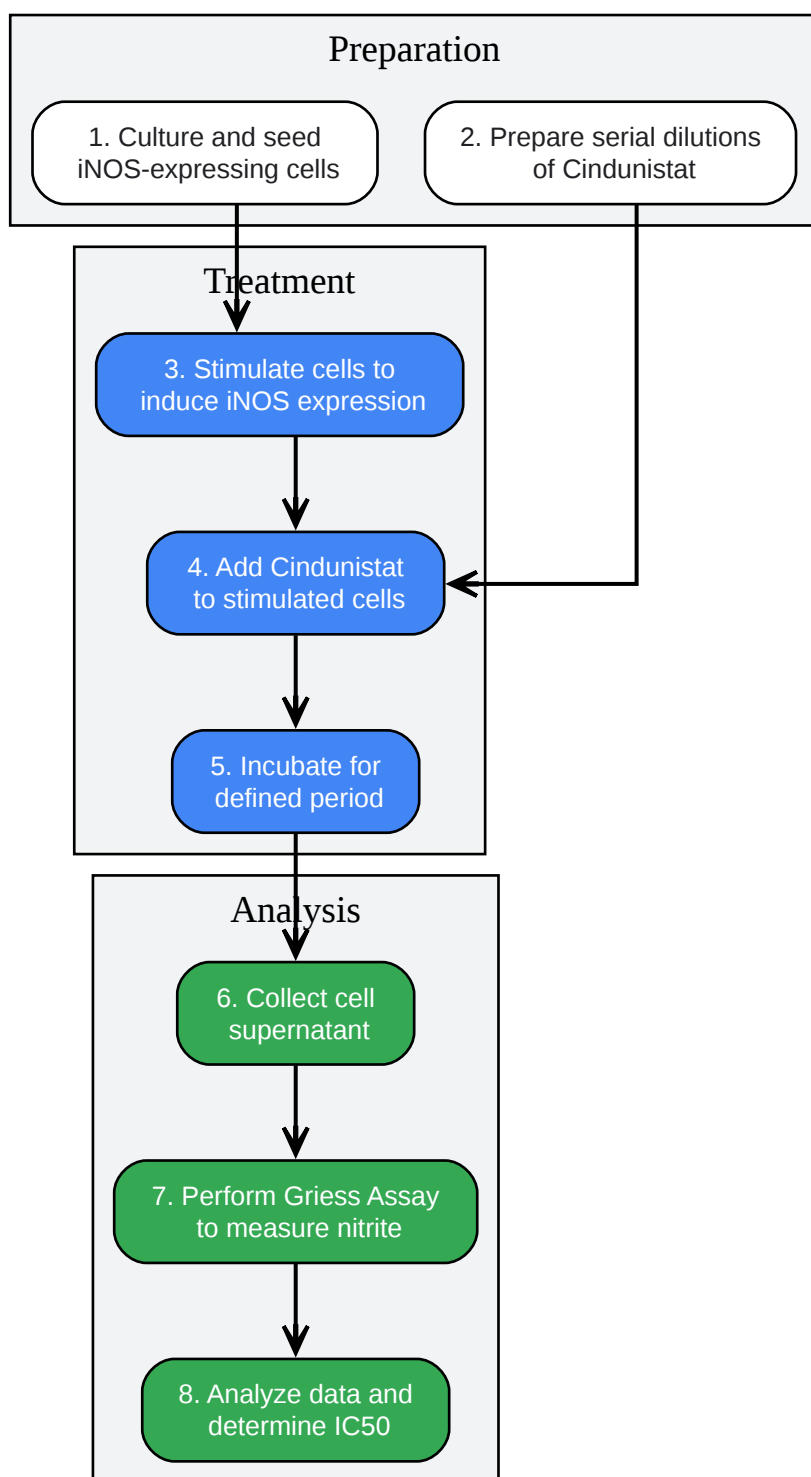 Preparation
1. Culture and seed
iNOS-expressing cells
2. Prepare serial dilutions
of Cindunistat
Treatment
3. Stimulate cells to
induce iNOS expression
4. Add Cindunistat
to stimulated cells
5. Incubate for
defined period
Analysis
6. Collect cell
supernatant
7. Perform Griess Assay
to measure nitrite
8. Analyze data and
determine IC50